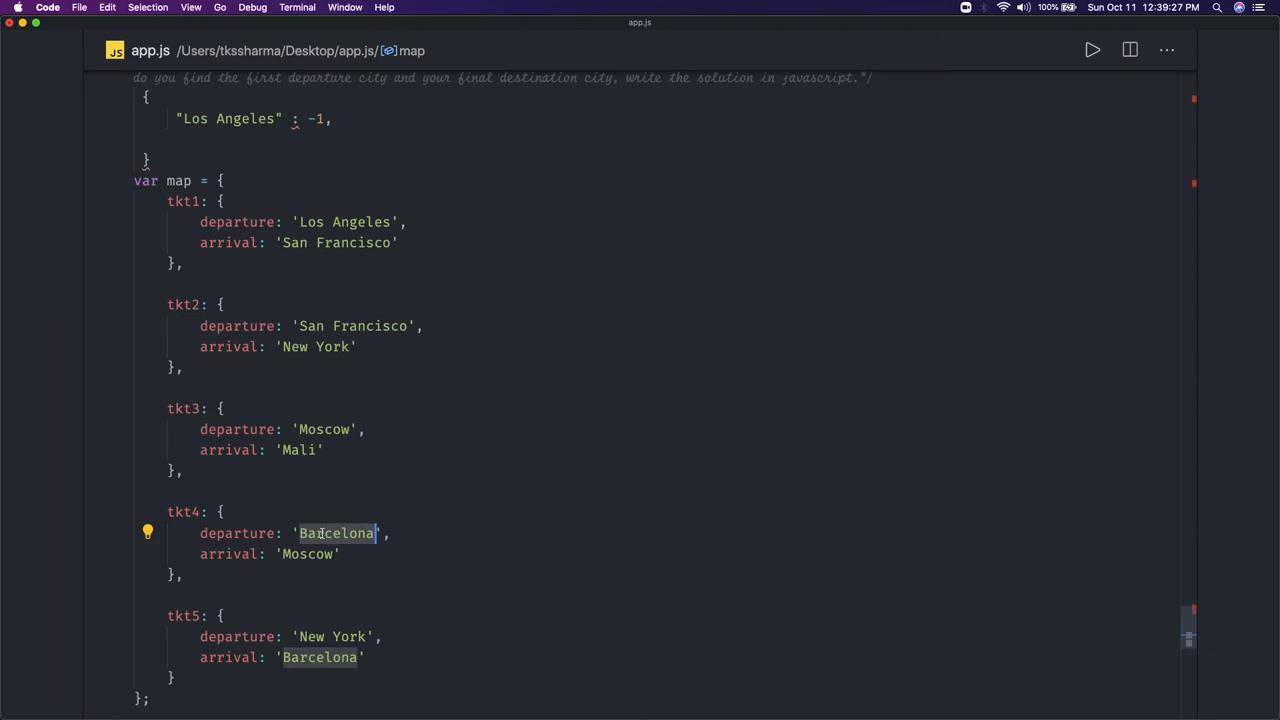 Code File Edit Selection View Go Debug Terminal Window Help 100% Sun Oct 11 12:39:27 PM
app.js
JS app.js /Users/tkssharma/Desktop/app.js/ map
do you find the first departure city and your final destination city, write the solution in javascript."/
{
"Los Angeles" : -1,
}
var map = {
tkt1: {
departure: 'Los Angeles',
arrival: 'San Francisco'
},
tkt2: {
departure: 'San Francisco',
arrival: 'New York'
},
tkt3: {
departure: 'Moscow',
arrival: 'Mali'
},
tkt4: {
departure: 'Barcelona',
arrival: 'Moscow'
},
tkt5: {
departure: 'New York',
arrival: 'Barcelona'
}
};